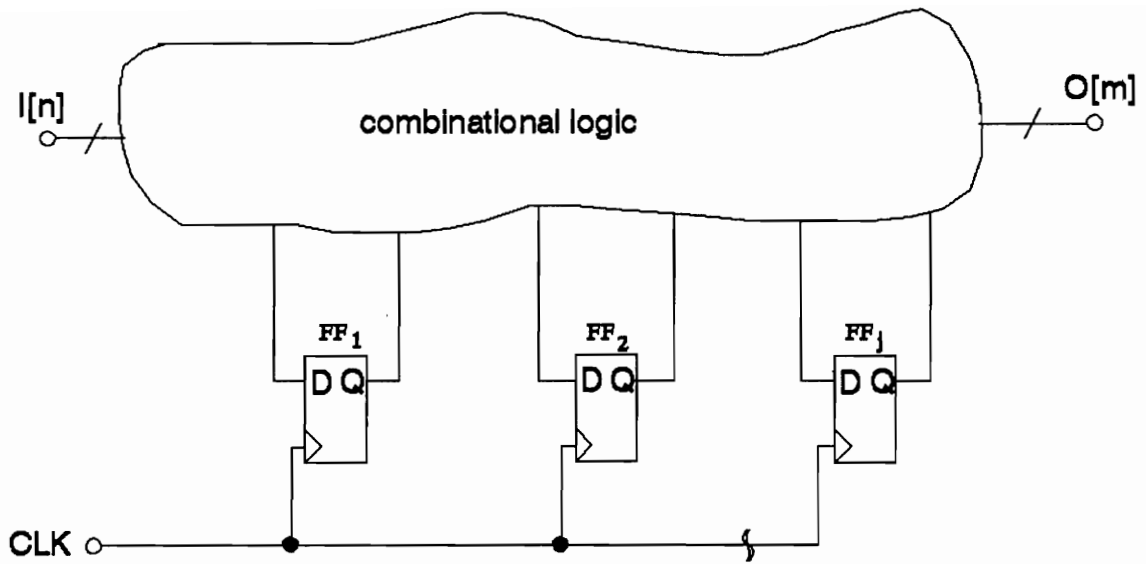 I[n]
O[m]
combinational logic
FF1
FF2
FFj
D Q
D Q
D Q
CLK